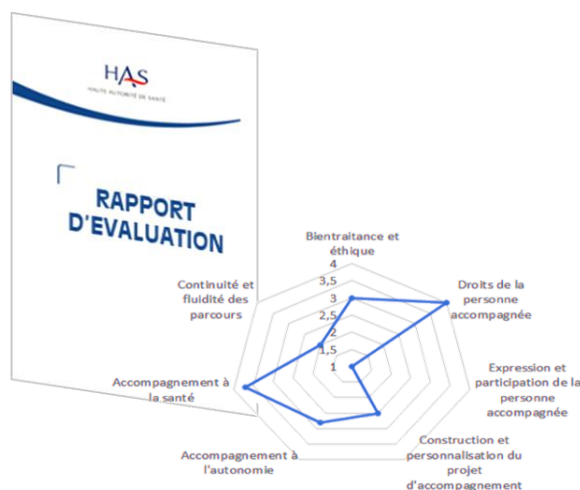 HAS
HAUTE AUTORITÉ DE SANTÉ
RAPPORT
D'EVALUATION
Bientraitance et
éthique
4
3,5
3
2,5
2
1,5
1
Droits de la
personne
accompagnée
Expression et
participation de la
personne
accompagnée
Construction et
personnalisation du
projet
d'accompagnement
Accompagnement à
l'autonomie
Accompagnement à
la santé
Continuité et
fluidité des
parcours